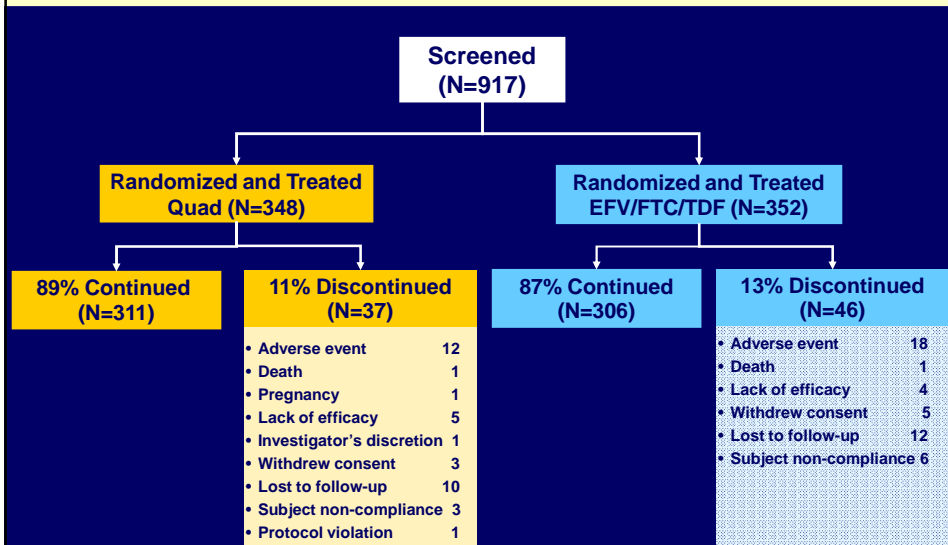 Screened
(N=917)
Randomized and Treated
Quad (N=348)
Randomized and Treated
EFV/FTC/TDF (N=352)
89% Continued
(N=311)
11% Discontinued
(N=37)
• Adverse event 12
• Death 1
• Pregnancy 1
• Lack of efficacy 5
• Investigator's discretion 1
• Withdrew consent 3
• Lost to follow-up 10
• Subject non-compliance 3
• Protocol violation 1
87% Continued
(N=306)
13% Discontinued
(N=46)
• Adverse event 18
• Death 1
• Lack of efficacy 4
• Withdrew consent 5
• Lost to follow-up 12
• Subject non-compliance 6